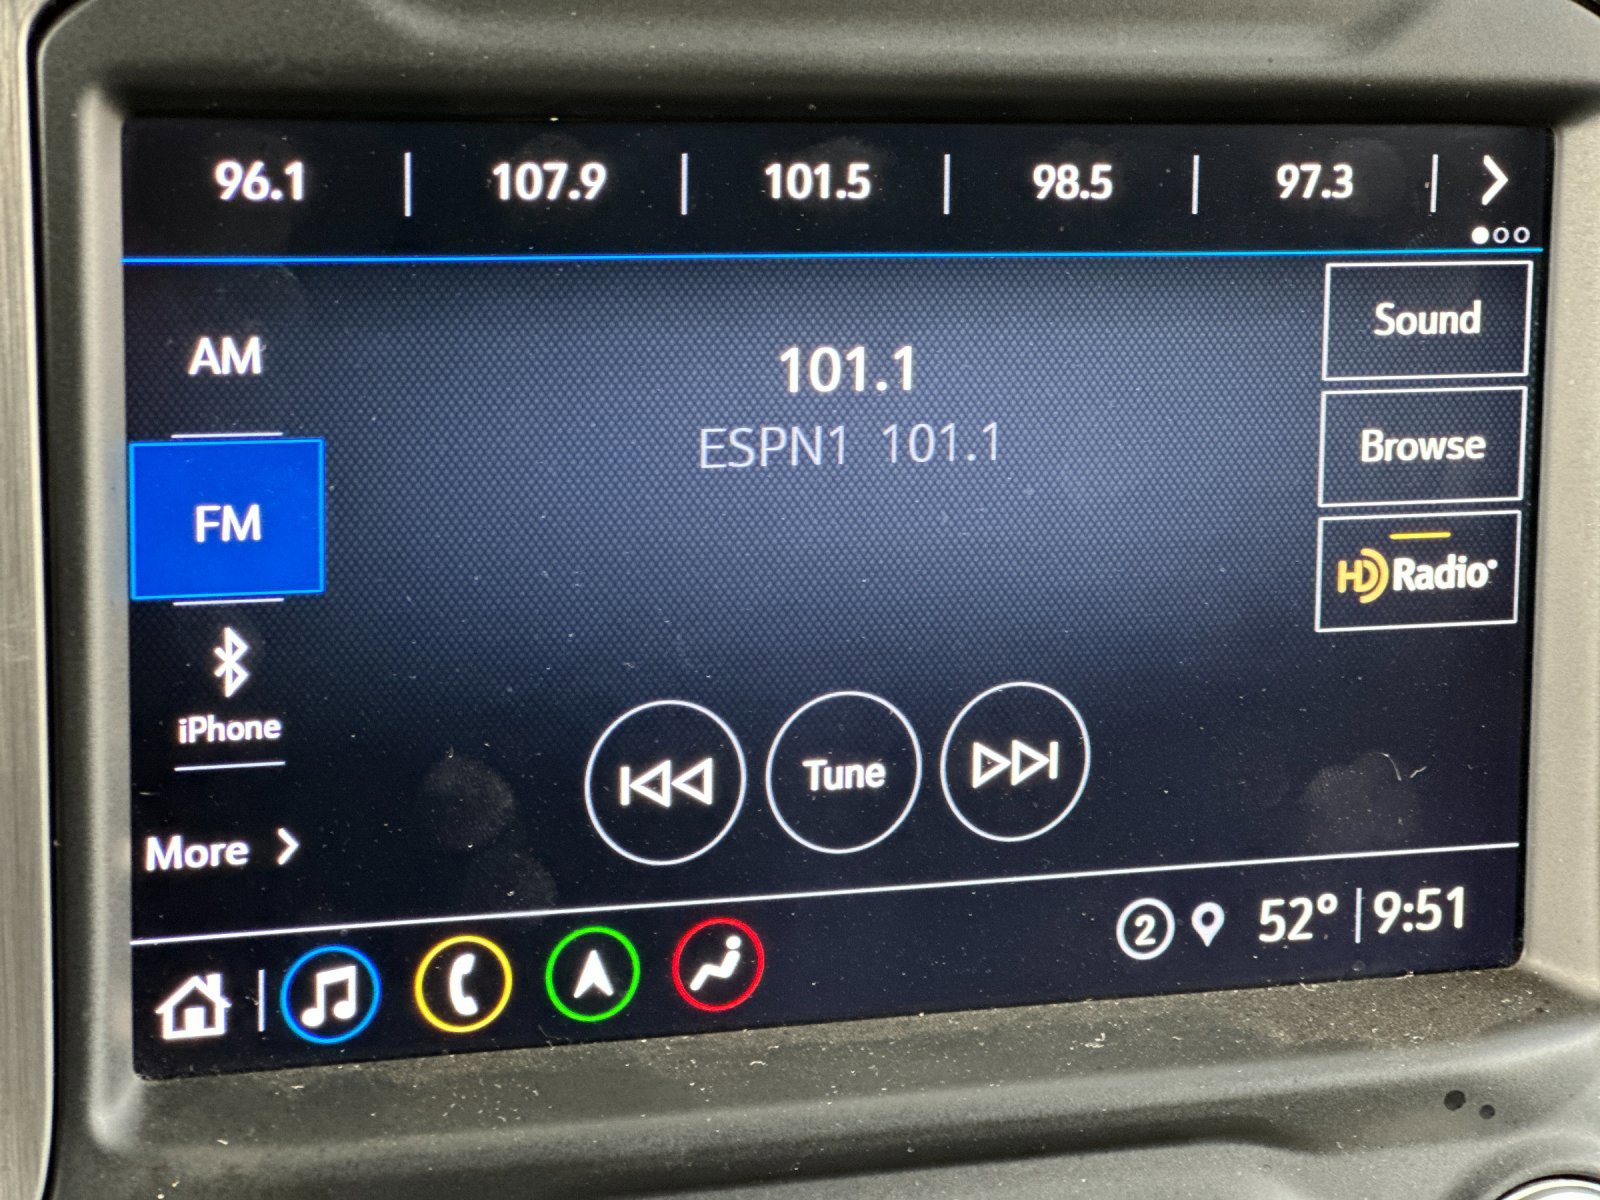 96.1 | 107.9 | 101.5 | 98.5 | 97.3 |
AM
101.1
ESPN1 101.1
Sound
Browse
HD Radio
FM
iPhone
Tune
More
2 52° | 9:51